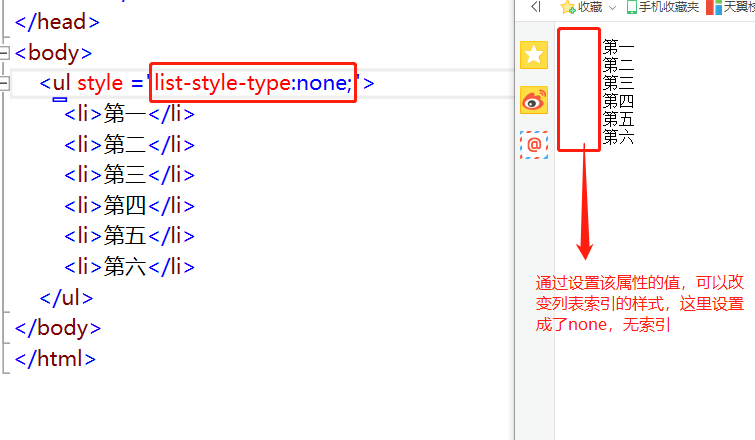 </head>
<body>
<ul style ="list-style-type:none;">
<li>第一</li>
<li>第二</li>
<li>第三</li>
<li>第四</li>
<li>第五</li>
<li>第六</li>
</ul>
</body>
</html>
收藏
手机收藏夹
第一
第二
第三
第四
第五
第六
@
通过设置该属性的值，可以改
变列表索引的样式，这里设置
成了none，无索引